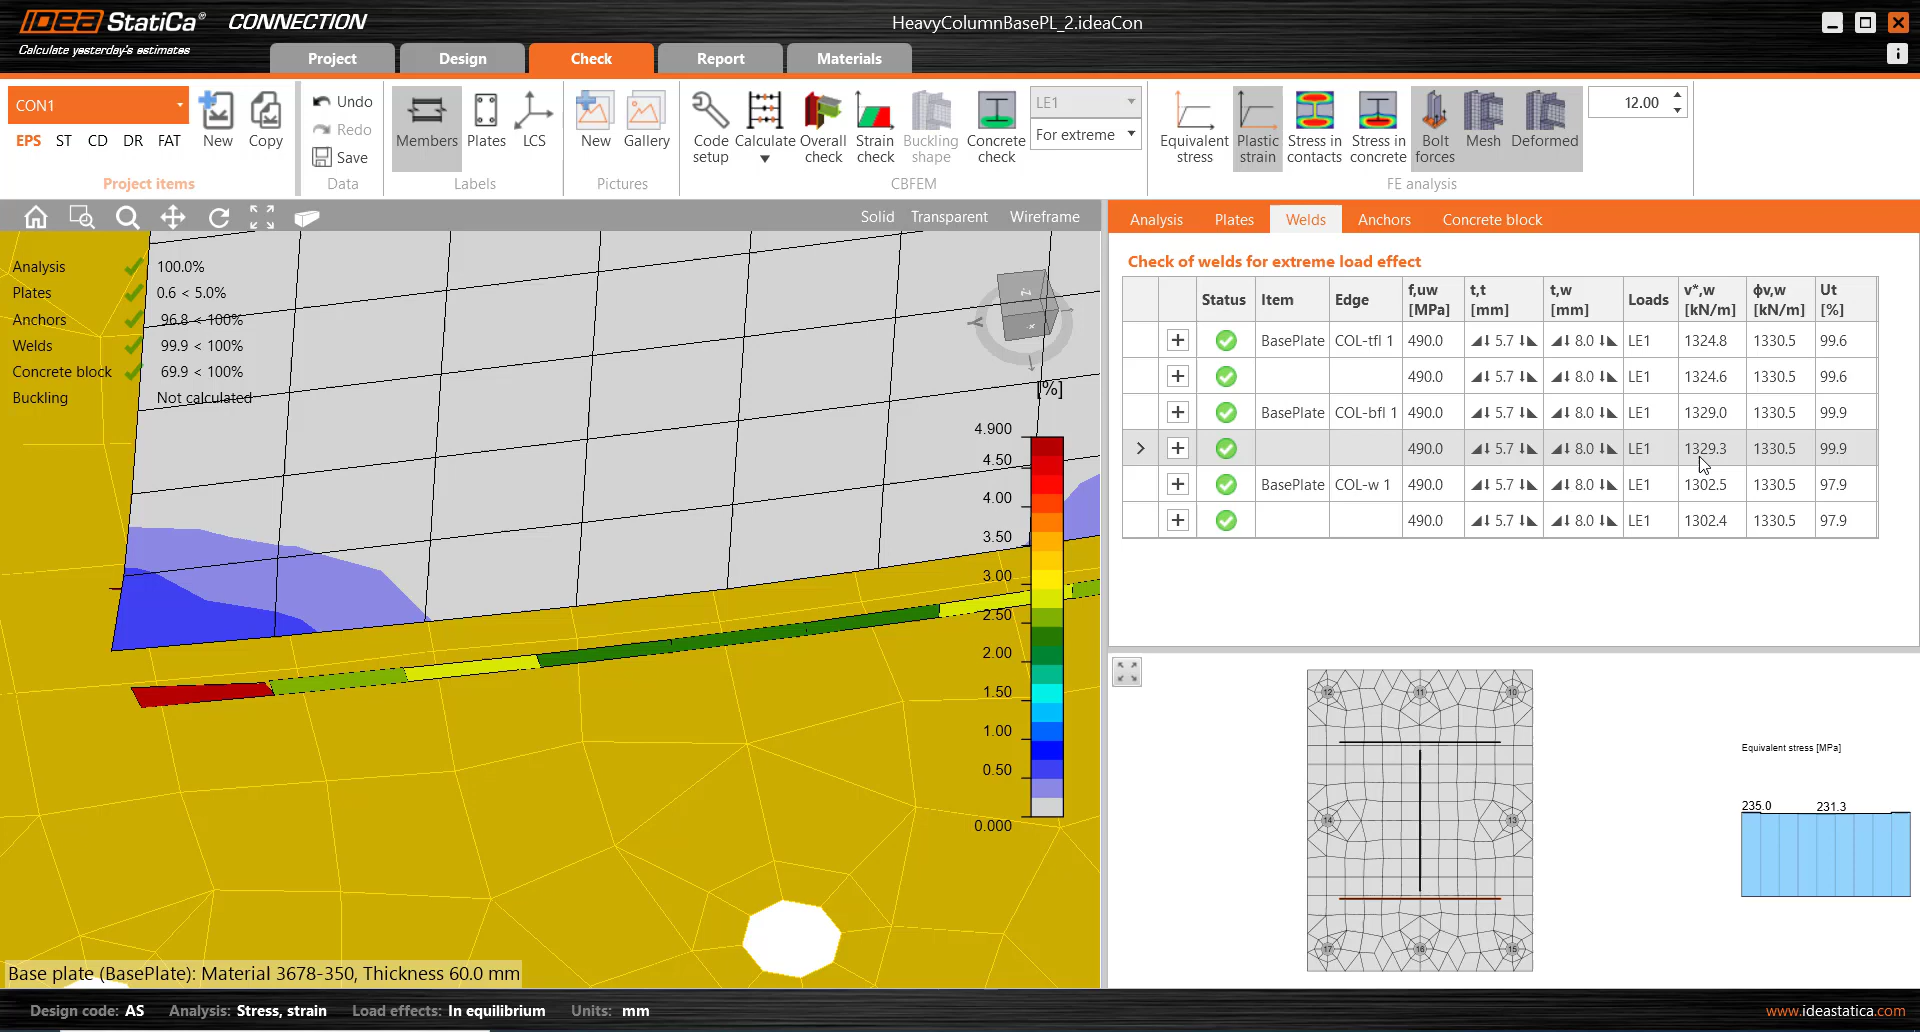 IDEA StatiCa® CONNECTION
Calculate yesterday's estimates
HeavyColumnBasePL_2.ideaCon
Project Design Check Report Materials
CON1
EPS ST CD DR FAT
New Copy
Project items
Undo
Redo
Save
Data
Members Plates LCS
Labels
New Gallery
Pictures
Code setup Calculate Overall check Strain check Buckling shape Concrete check
LE1
For extreme
CBFEM
Equivalent stress Plastic strain Stress in contacts Stress in concrete Bolt forces Mesh Deformed
12.00
FE analysis
Solid Transparent Wireframe
Analysis 100.0%
Plates 0.6 < 5.0%
Anchors 96.8 < 100%
Welds 99.9 < 100%
Concrete block 69.9 < 100%
Buckling Not calculated
[%]
4.900
4.50
4.00
3.50
3.00
2.50
2.00
1.50
1.00
0.50
0.000
Base plate (BasePlate): Material 3678-350, Thickness 60.0 mm
Analysis Plates Welds Anchors Concrete block
Check of welds for extreme load effect
Status Item Edge f,uw [MPa] t,t [mm] t,w [mm] Loads v*,w [kN/m] ϕv,w [kN/m] Ut [%]
BasePlate COL-tfl 1 490.0 5.7 8.0 LE1 1324.8 1330.5 99.6
490.0 5.7 8.0 LE1 1324.6 1330.5 99.6
BasePlate COL-bfl 1 490.0 5.7 8.0 LE1 1329.0 1330.5 99.9
490.0 5.7 8.0 LE1 1329.3 1330.5 99.9
BasePlate COL-w 1 490.0 5.7 8.0 LE1 1302.5 1330.5 97.9
490.0 5.7 8.0 LE1 1302.4 1330.5 97.9
12 11 10
14 13
17 16 15
Equivalent stress [MPa]
235.0 231.3
Design code: AS Analysis: Stress, strain Load effects: In equilibrium Units: mm
www.ideastatica.com